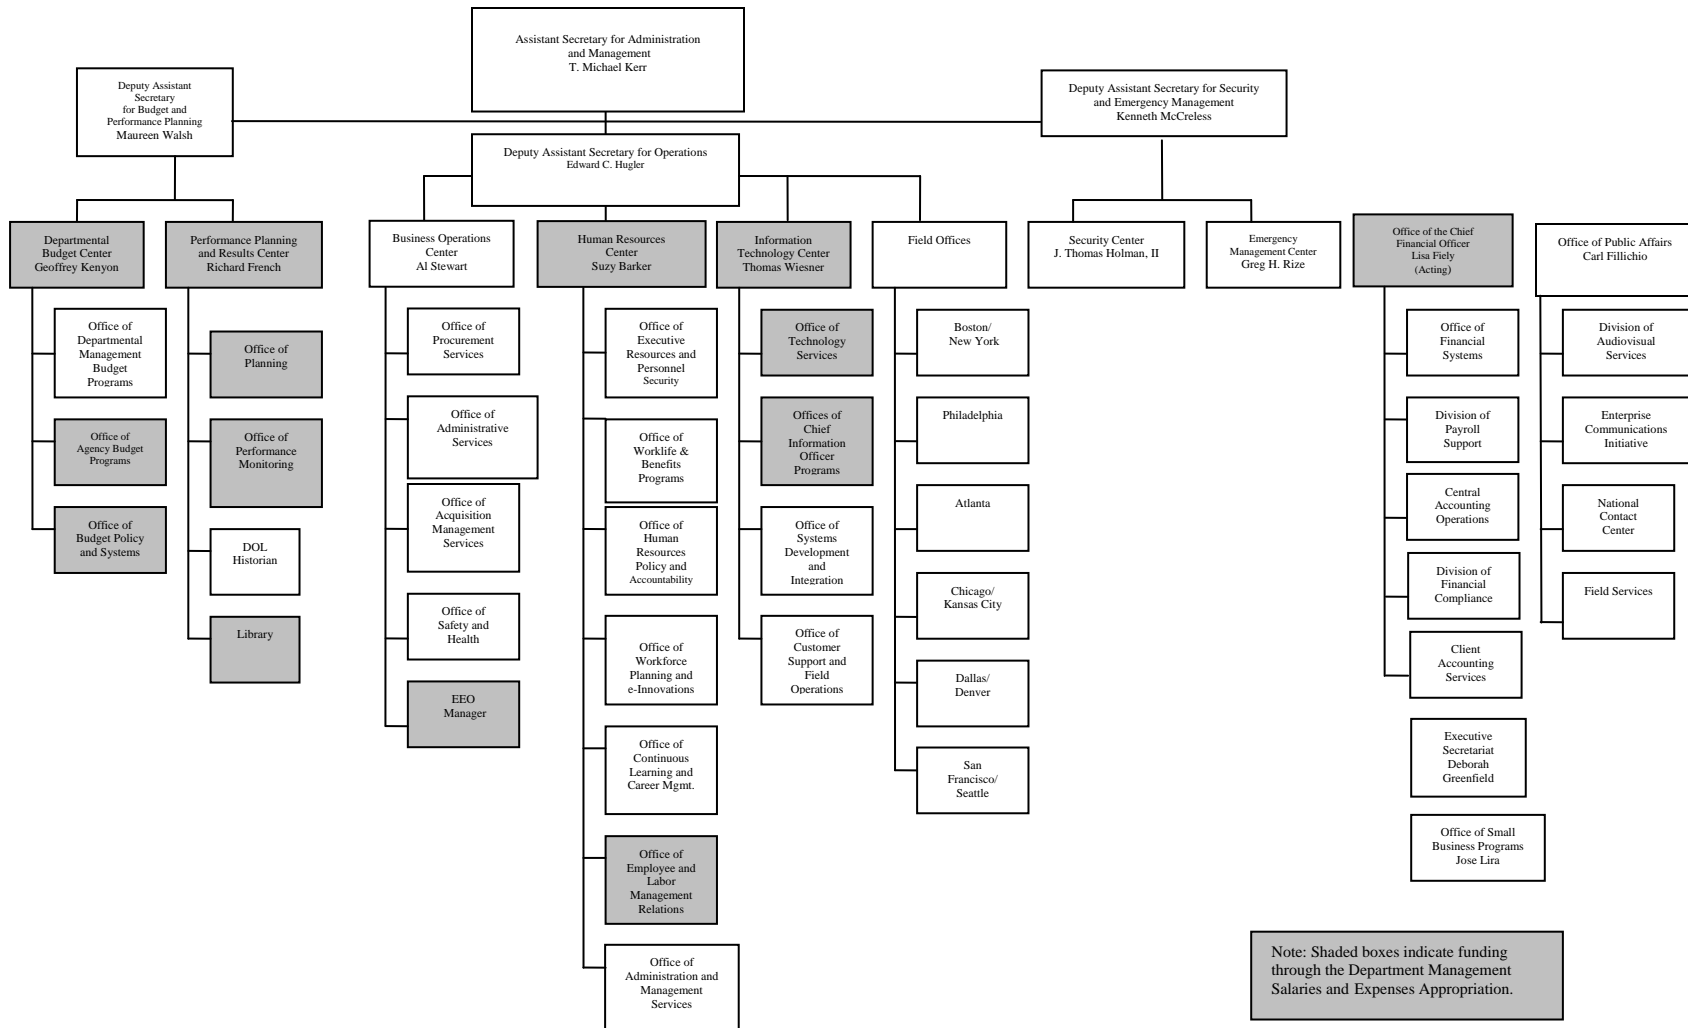 Assistant Secretary for Administration
and Management
T. Michael Kerr
Deputy Assistant
Secretary
for Budget and
Performance Planning
Maureen Walsh
Deputy Assistant Secretary for Security
and Emergency Management
Kenneth McCreless
Deputy Assistant Secretary for Operations
Edward C. Hugler
Departmental
Budget Center
Geoffrey Kenyon
Performance Planning
and Results Center
Richard French
Business Operations
Center
Al Stewart
Human Resources
Center
Suzy Barker
Information
Technology Center
Thomas Wiesner
Field Offices
Security Center
J. Thomas Holman, II
Emergency
Management Center
Greg H. Rize
Office of the Chief
Financial Officer
Lisa Fiely
(Acting)
Office of Public Affairs
Carl Fillichio
Office of
Departmental
Management
Budget
Programs
Office of
Agency Budget
Programs
Office of
Budget Policy
and Systems
Office of
Planning
Office of
Performance
Monitoring
DOL
Historian
Library
Office of
Procurement
Services
Office of
Administrative
Services
Office of
Acquisition
Management
Services
Office of
Safety and
Health
EEO
Manager
Office of
Executive
Resources and
Personnel
Security
Office of
Worklife &
Benefits
Programs
Office of
Human
Resources
Policy and
Accountability
Office of
Workforce
Planning and
e-Innovations
Office of
Continuous
Learning and
Career Mgmt.
Office of
Employee and
Labor
Management
Relations
Office of
Administration and
Management
Services
Office of
Technology
Services
Offices of
Chief
Information
Officer
Programs
Office of
Systems
Development
and
Integration
Office of
Customer
Support and
Field
Operations
Boston/
New York
Philadelphia
Atlanta
Chicago/
Kansas City
Dallas/
Denver
San
Francisco/
Seattle
Office of
Financial
Systems
Division of
Payroll
Support
Central
Accounting
Operations
Division of
Financial
Compliance
Client
Accounting
Services
Executive
Secretariat
Deborah
Greenfield
Office of Small
Business Programs
Jose Lira
Division of
Audiovisual
Services
Enterprise
Communications
Initiative
National
Contact
Center
Field Services
Note: Shaded boxes indicate funding
through the Department Management
Salaries and Expenses Appropriation.